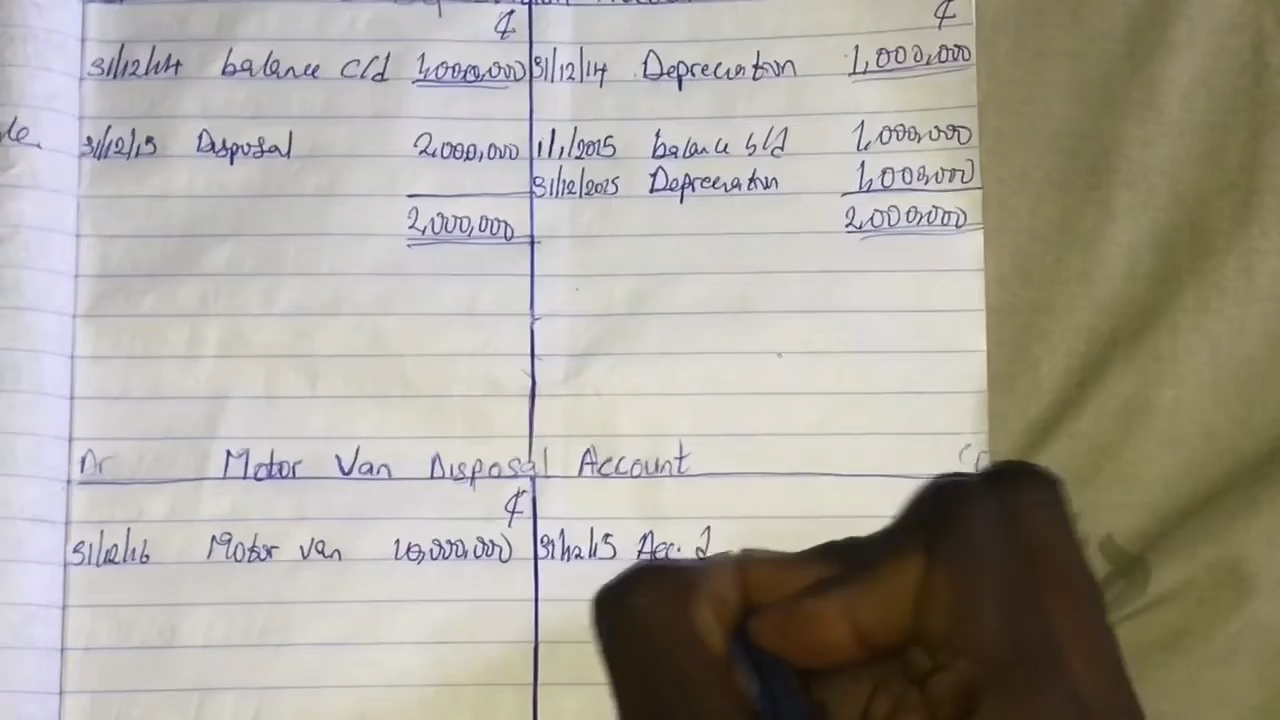 ¢ ¢
31/12/14 balance c/d 1,000,000 31/12/14 Depreciation 1,000,000
31/12/15 Disposal 2,000,000 1/1/2015 balance b/d 1,000,000
31/12/2015 Depreciation 1,000,000
2,000,000 2,000,000
Dr Motor Van Disposal Account
¢
31/12/16 Motor van 10,000,000 31/12/15 Acc. d